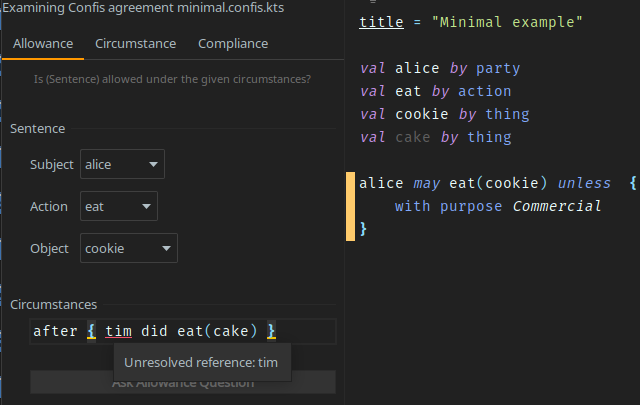 Examining Confis agreement minimal.confis.kts
Allowance Circumstance Compliance
Is (Sentence) allowed under the given circumstances?
Sentence
Subject alice
Action eat
Object cookie
Circumstances
after { tim did eat(cake) }
Unresolved reference: tim
Ask Allowance Question
title = "Minimal example"
val alice by party
val eat by action
val cookie by thing
val cake by thing
alice may eat(cookie) unless {
with purpose Commercial
}